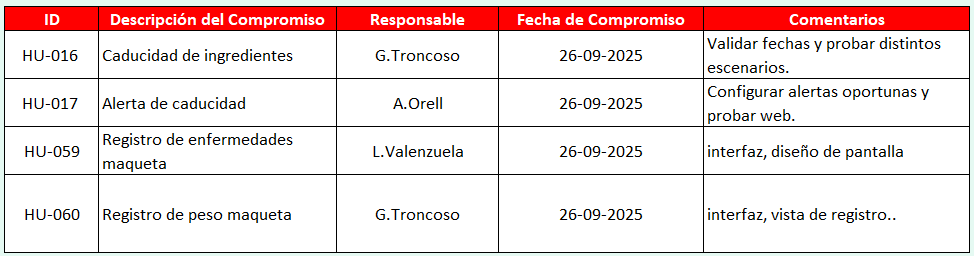 ID Descripción del Compromiso Responsable Fecha de Compromiso Comentarios
HU-016 Caducidad de ingredientes G.Troncoso 26-09-2025 Validar fechas y probar distintos
escenarios.
HU-017 Alerta de caducidad A.Orell 26-09-2025 Configurar alertas oportunas y
probar web.
HU-059 Registro de enfermedades
maqueta L.Valenzuela 26-09-2025 interfaz, diseño de pantalla
HU-060 Registro de peso maqueta G.Troncoso 26-09-2025 interfaz, vista de registro..